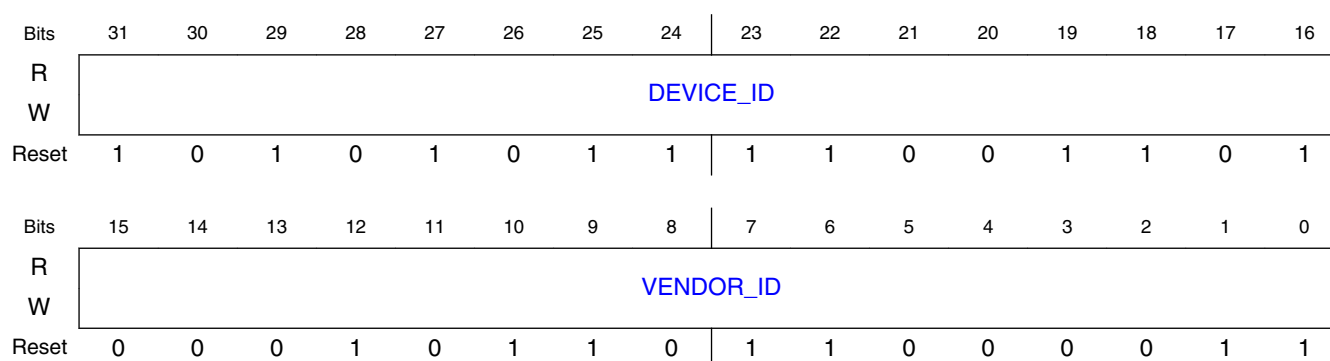 Bits 31 30 29 28 27 26 25 24 23 22 21 20 19 18 17 16
R
DEVICE_ID
W
Reset 1 0 1 0 1 0 1 1 1 1 0 0 1 1 0 1
Bits 15 14 13 12 11 10 9 8 7 6 5 4 3 2 1 0
R
VENDOR_ID
W
Reset 0 0 0 1 0 1 1 0 1 1 0 0 0 0 1 1